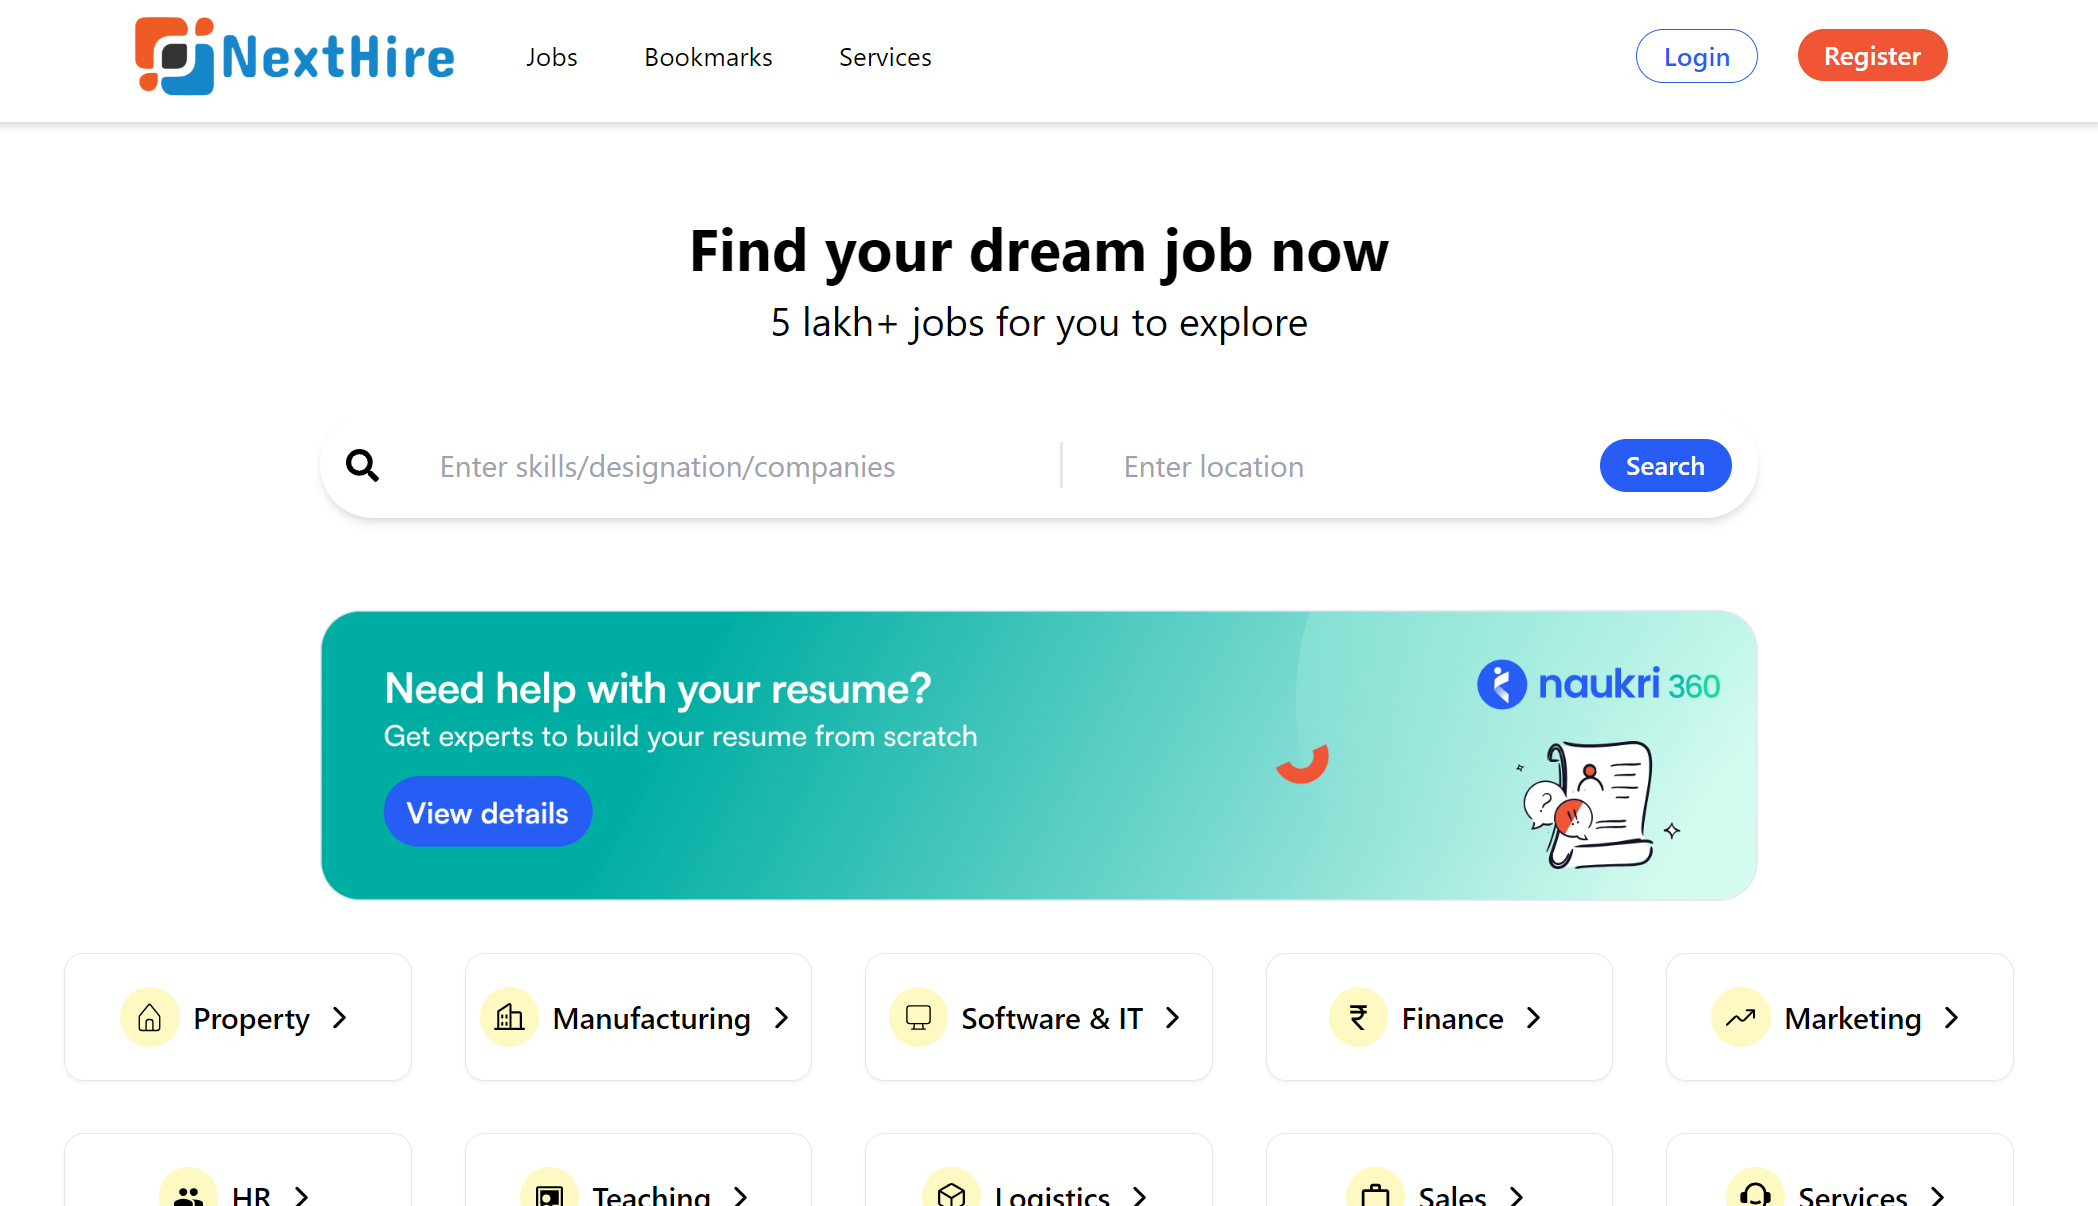 NextHire
Jobs
Bookmarks
Services
Login
Register
Find your dream job now
5 lakh+ jobs for you to explore
Enter skills/designation/companies
Enter location
Search
Need help with your resume?
Get experts to build your resume from scratch
View details
naukri 360
?
!!
Property
Manufacturing
Software & IT
₹ Finance
Marketing
HR
Teaching
Logistics
Sales
Services